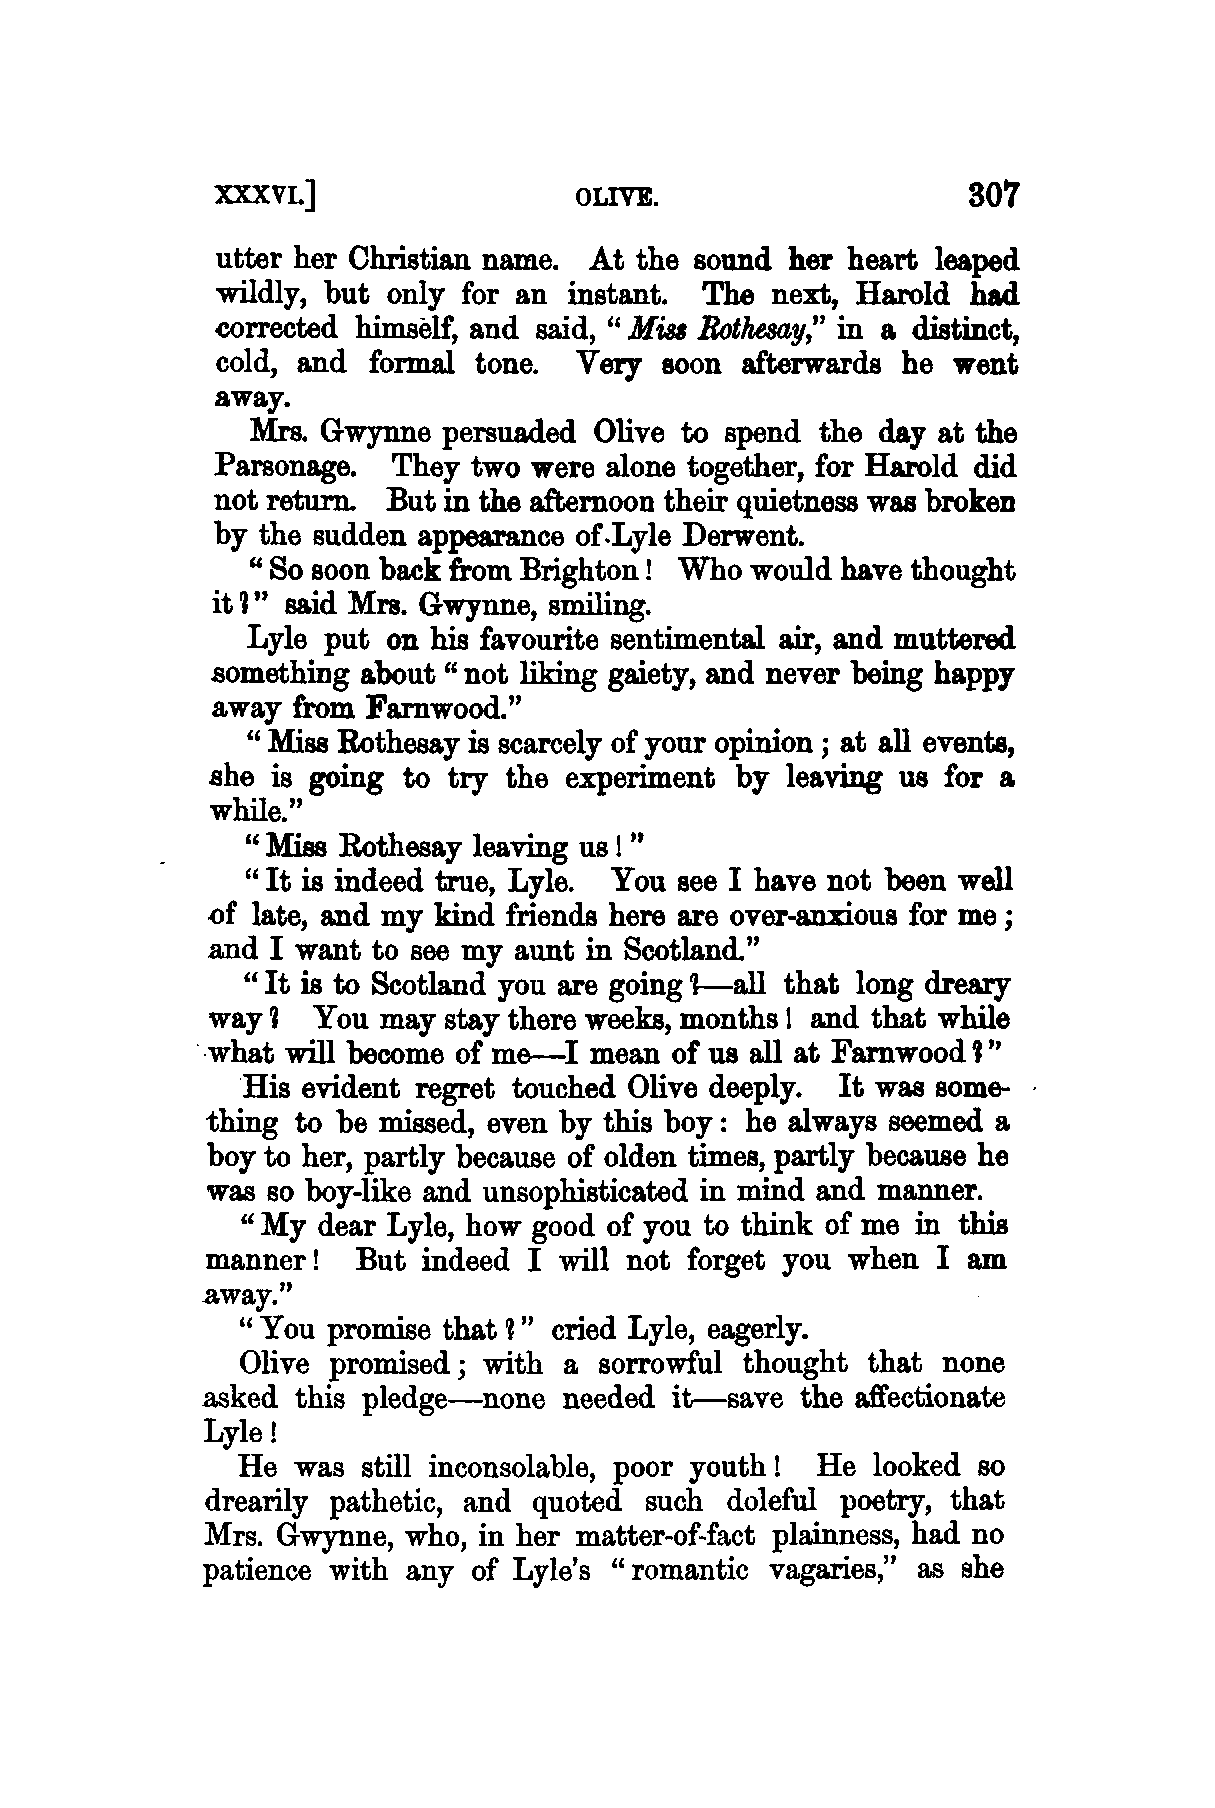 XXXVI.] OLIVE. 307
utter her Christian name. At the sound her heart leaped
wildly, but only for an instant. The next, Harold had
corrected himself, and said, “Miss Rothesay,” in a distinct,
cold, and formal tone. Very soon afterwards he went
away.
Mrs. Gwynne persuaded Olive to spend the day at the
Parsonage. They two were alone together, for Harold did
not return. But in the afternoon their quietness was broken
by the sudden appearance of Lyle Derwent.
“So soon back from Brighton! Who would have thought
it?” said Mrs. Gwynne, smiling.
Lyle put on his favourite sentimental air, and muttered
something about “not liking gaiety, and never being happy
away from Farnwood.”
“Miss Rothesay is scarcely of your opinion; at all events,
she is going to try the experiment by leaving us for a
while.”
“Miss Rothesay leaving us!”
“It is indeed true, Lyle. You see I have not been well
of late, and my kind friends here are over-anxious for me;
and I want to see my aunt in Scotland.”
“It is to Scotland you are going?—all that long dreary
way? You may stay there weeks, months! and that while
what will become of me—I mean of us all at Farnwood?”
His evident regret touched Olive deeply. It was some-
thing to be missed, even by this boy: he always seemed a
boy to her, partly because of olden times, partly because he
was so boy-like and unsophisticated in mind and manner.
“My dear Lyle, how good of you to think of me in this
manner! But indeed I will not forget you when I am
away.”
“You promise that?” cried Lyle, eagerly.
Olive promised; with a sorrowful thought that none
asked this pledge—none needed it—save the affectionate
Lyle!
He was still inconsolable, poor youth! He looked so
drearily pathetic, and quoted such doleful poetry, that
Mrs. Gwynne, who, in her matter-of-fact plainness, had no
patience with any of Lyle’s “romantic vagaries,” as she